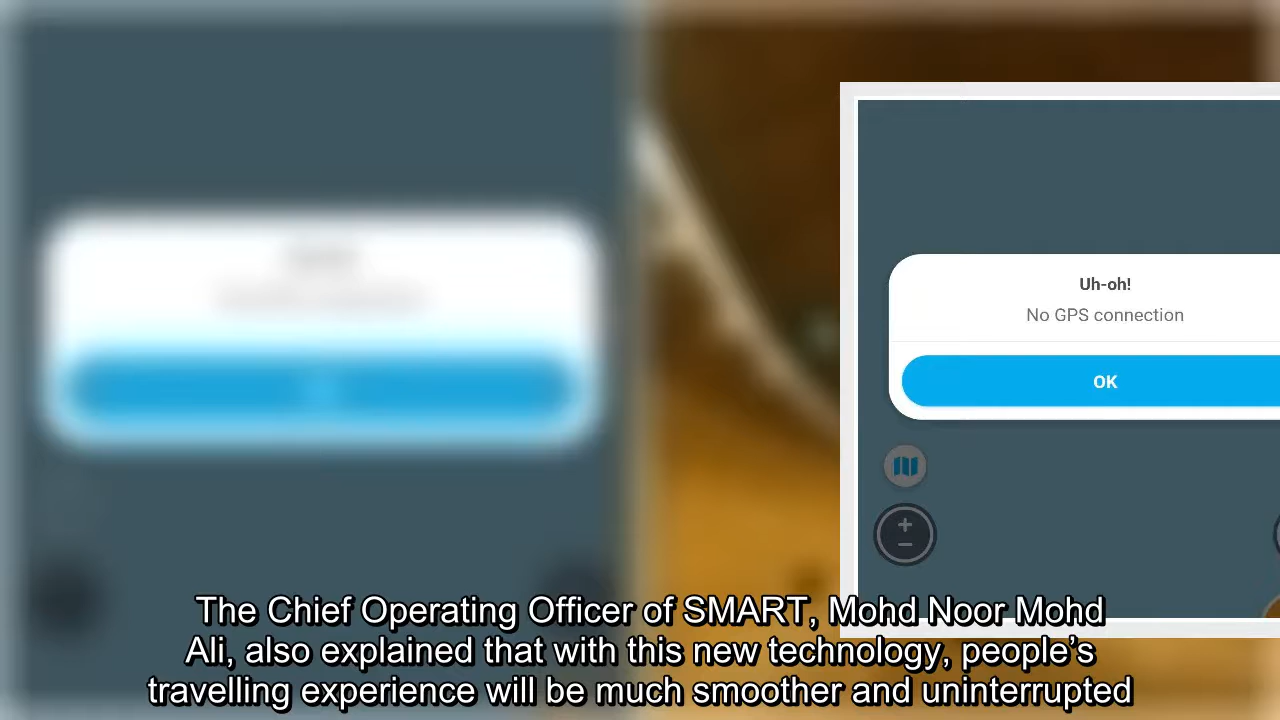 Uh-oh!
No GPS connection
OK
The Chief Operating Officer of SMART, Mohd Noor Mohd
Ali, also explained that with this new technology, people’s
travelling experience will be much smoother and uninterrupted